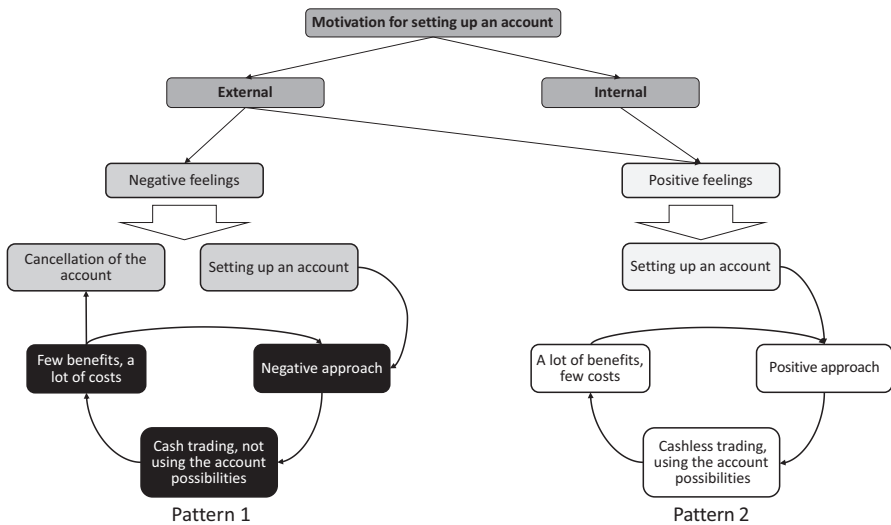 Motivation for setting up an account
External
Internal
Negative feelings
Positive feelings
Cancellation of the
account
Setting up an account
Setting up an account
Few benefits, a
lot of costs
Negative approach
A lot of benefits,
few costs
Positive approach
Cash trading, not
using the account
possibilities
Cashless trading,
using the account
possibilities
Pattern 1
Pattern 2